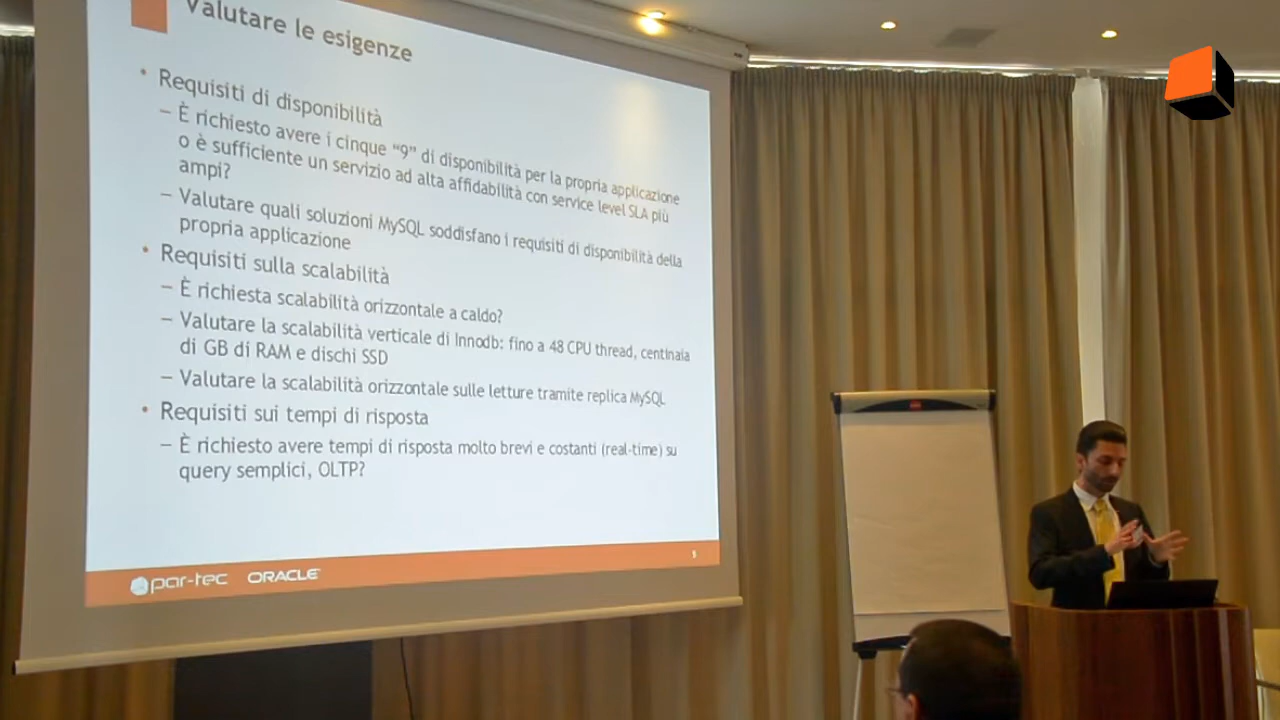 Valutare le esigenze
• Requisiti di disponibilità
– È richiesto avere i cinque “9” di disponibilità per la propria applicazione
o è sufficiente un servizio ad alta affidabilità con service level SLA più
ampi?
– Valutare quali soluzioni MySQL soddisfano i requisiti di disponibilità della
propria applicazione
• Requisiti sulla scalabilità
– È richiesta scalabilità orizzontale a caldo?
– Valutare la scalabilità verticale di Innodb: fino a 48 CPU thread, centinaia
di GB di RAM e dischi SSD
– Valutare la scalabilità orizzontale sulle letture tramite replica MySQL
• Requisiti sui tempi di risposta
– È richiesto avere tempi di risposta molto brevi e costanti (real-time) su
query semplici, OLTP?
par-tec ORACLE